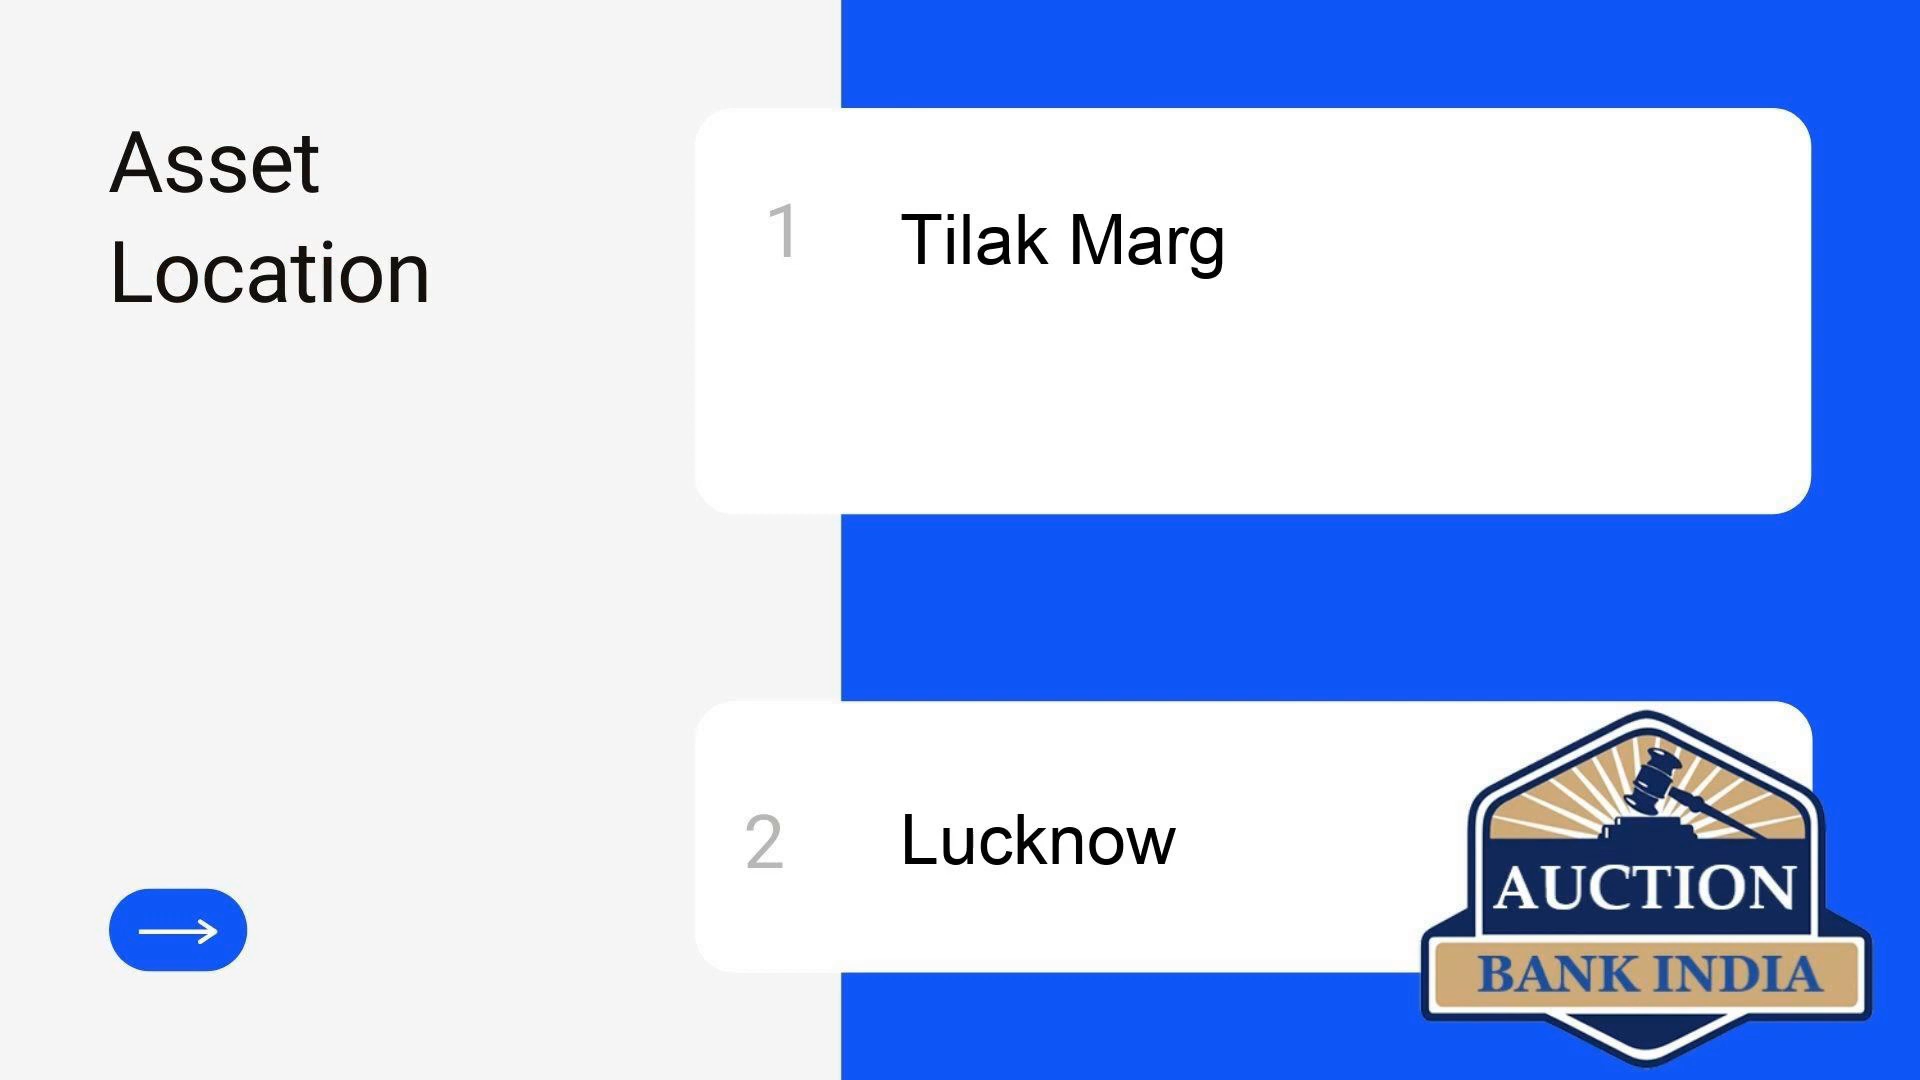 Asset
Location
1
Tilak Marg
2
Lucknow
AUCTION
BANK INDIA